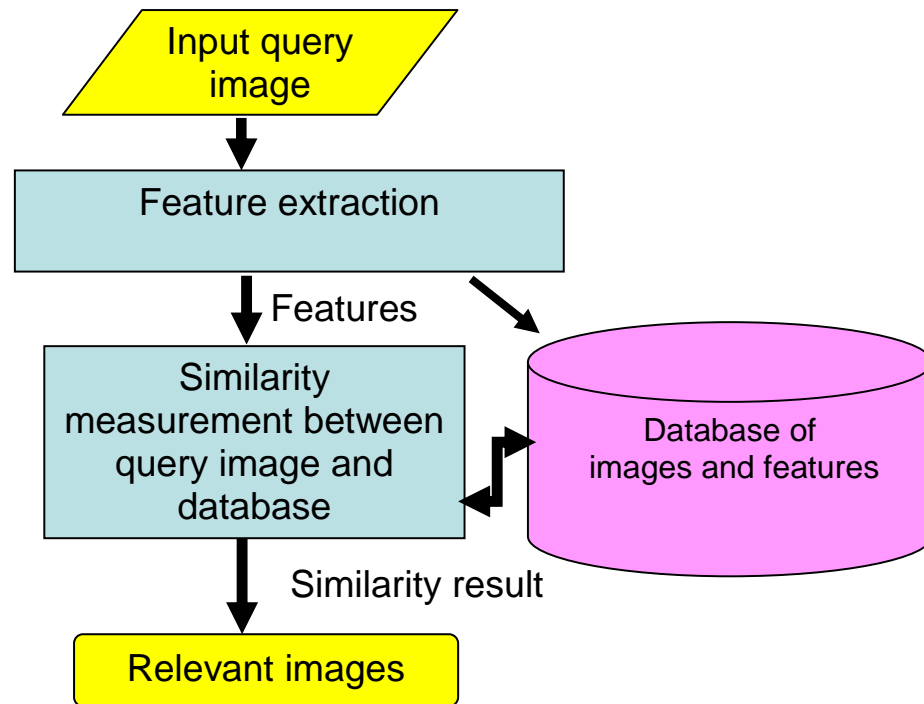 Input query
image
Feature extraction
Features
Similarity
measurement between
query image and
database
Database of
images and features
Similarity result
Relevant images